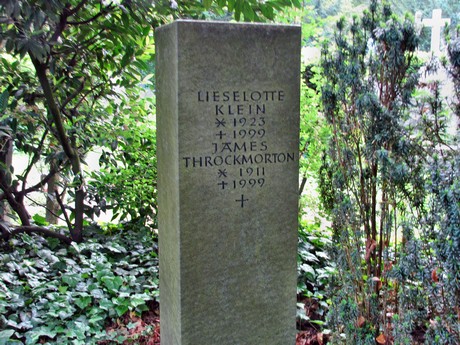 LIESELOTTE
KLEIN
* 1923
+ 1999
JAMES
THROCKMORTON
* 1911
+ 1999
+